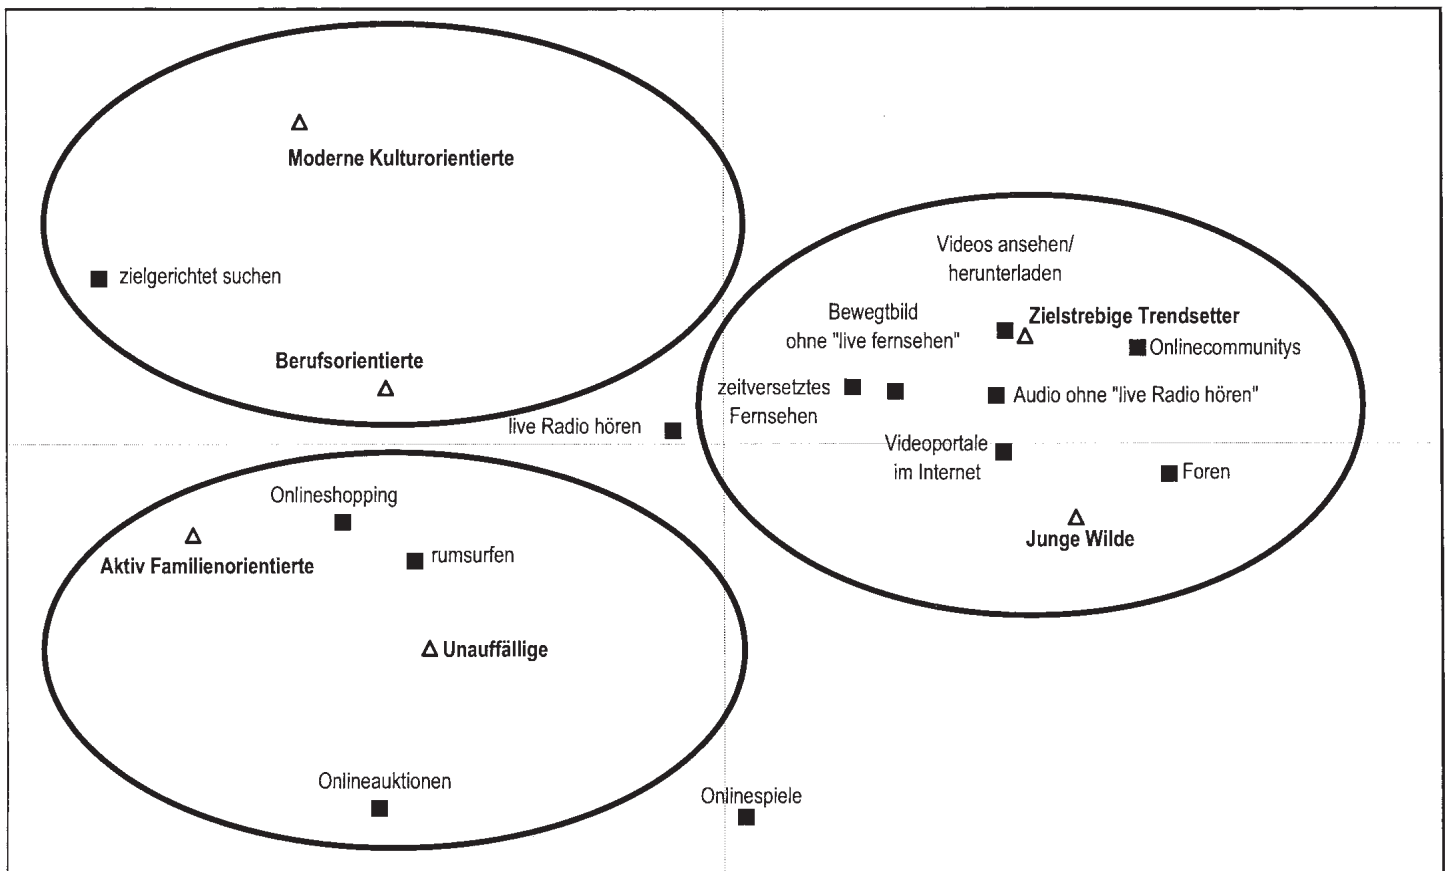 Moderne Kulturorientierte
zielgerichtet suchen
Berufsorientierte
live Radio hören
Videos ansehen/
herunterladen
Bewegtbild
ohne "live fernsehen"
Zielstrebige Trendsetter
Onlinecommunitys
zeitversetztes
Fernsehen
Audio ohne "live Radio hören"
Videoportale
im Internet
Foren
Junge Wilde
Onlineshopping
Aktiv Familienorientierte
rumsurfen
Unauffällige
Onlineauktionen
Onlinespiele